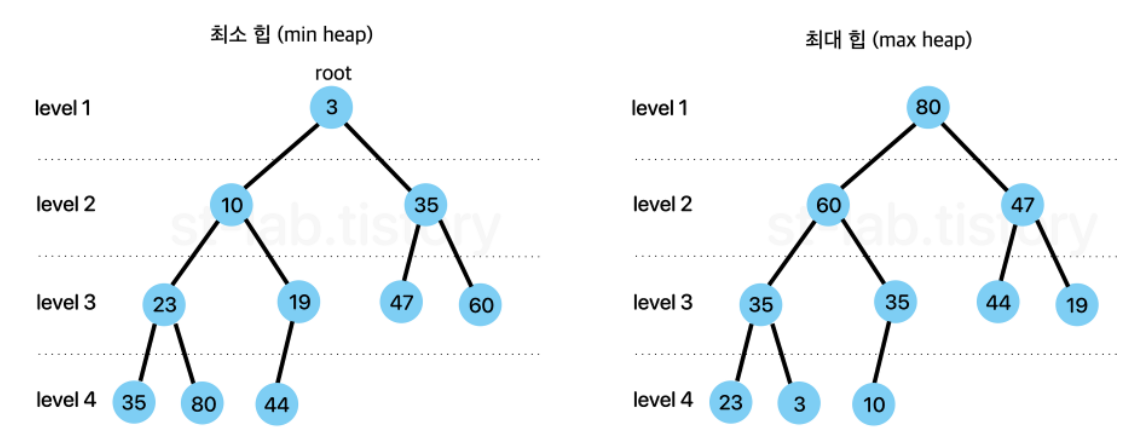 최소 힙 (min heap)
root
level 1
3
level 2
10 35
level 3
23 19 47 60
level 4
35 80 44
최대 힙 (max heap)
level 1
80
level 2
60 47
level 3
35 35 44 19
level 4
23 3 10
st-lab.tistory
st-lab.tistory